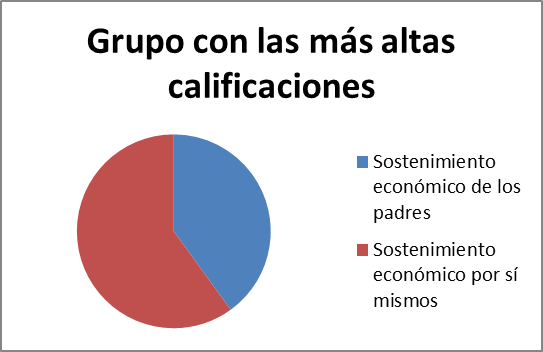 Grupo con las más altas
calificaciones
Sostenimiento
económico de los
padres
Sostenimiento
económico por sí
mismos